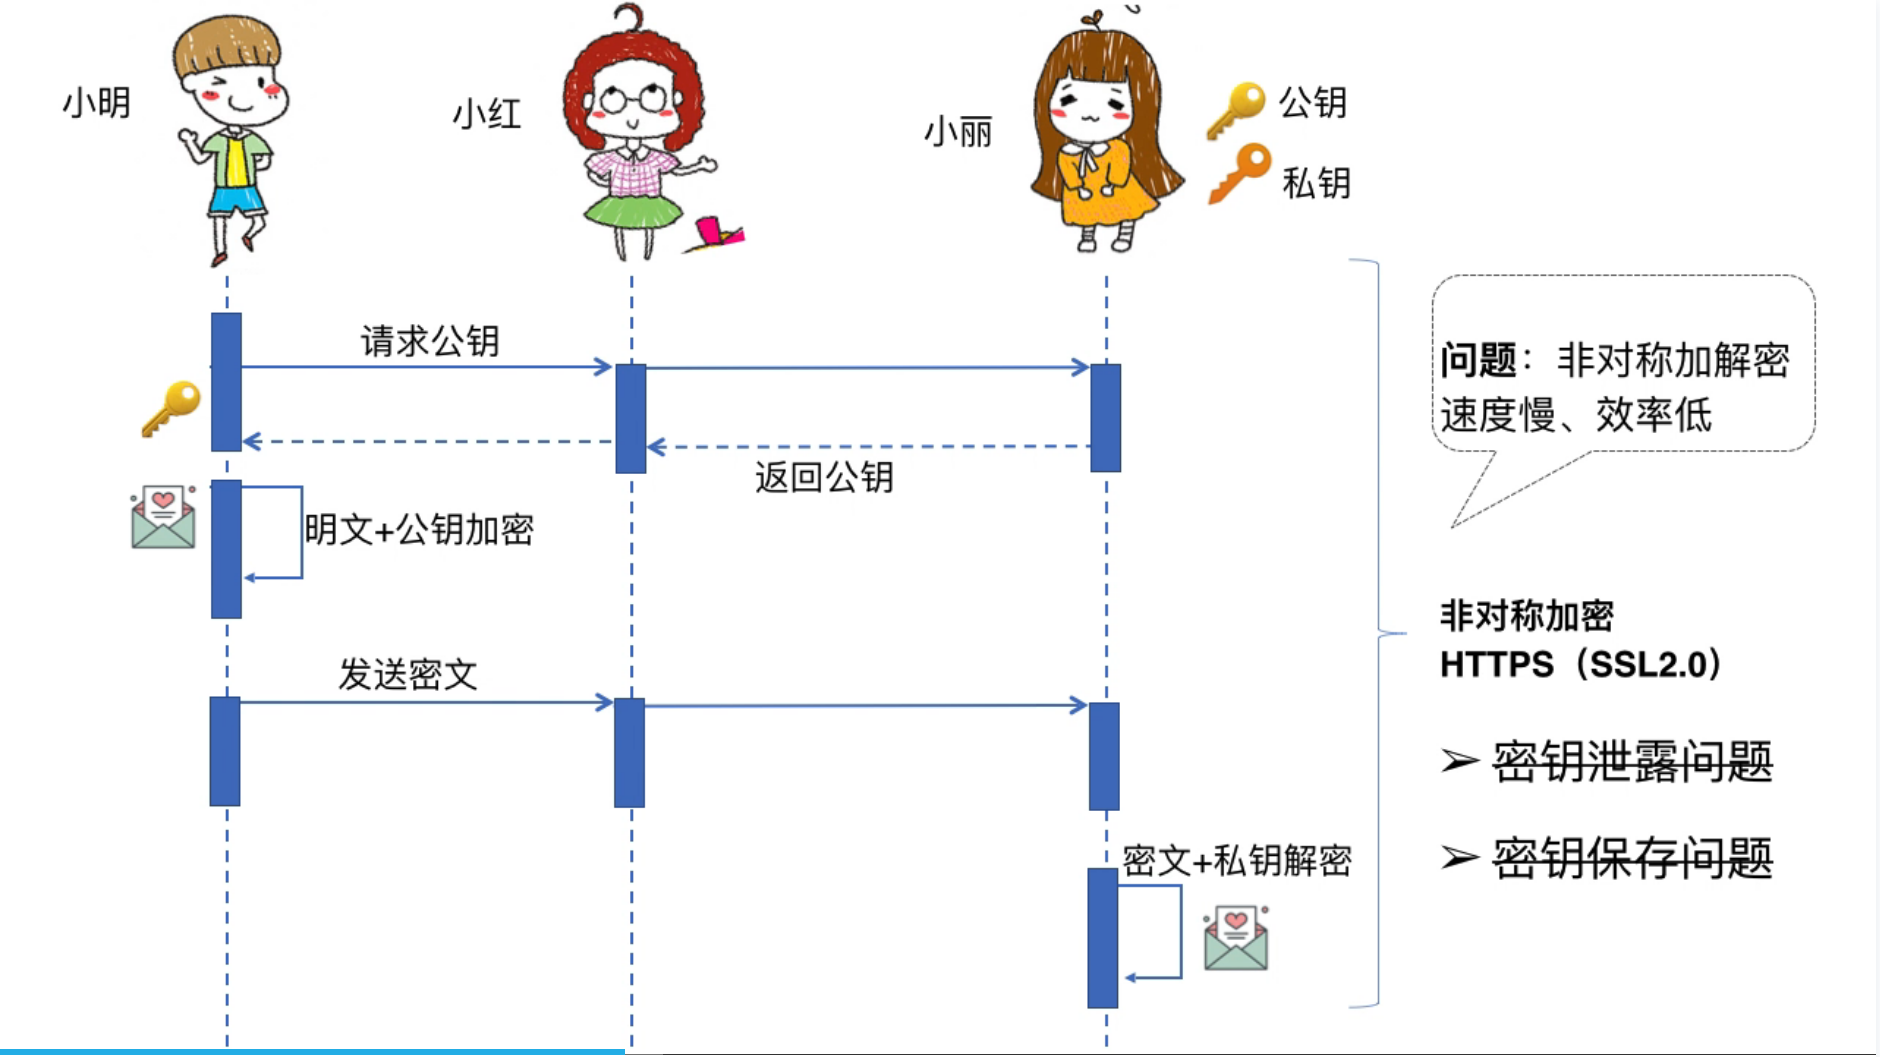 小明
小红
小丽
公钥
私钥
请求公钥
返回公钥
明文+公钥加密
发送密文
密文+私钥解密
问题：非对称加解密
速度慢、效率低
非对称加密
HTTPS（SSL2.0）
➢ 密钥泄露问题
➢ 密钥保存问题